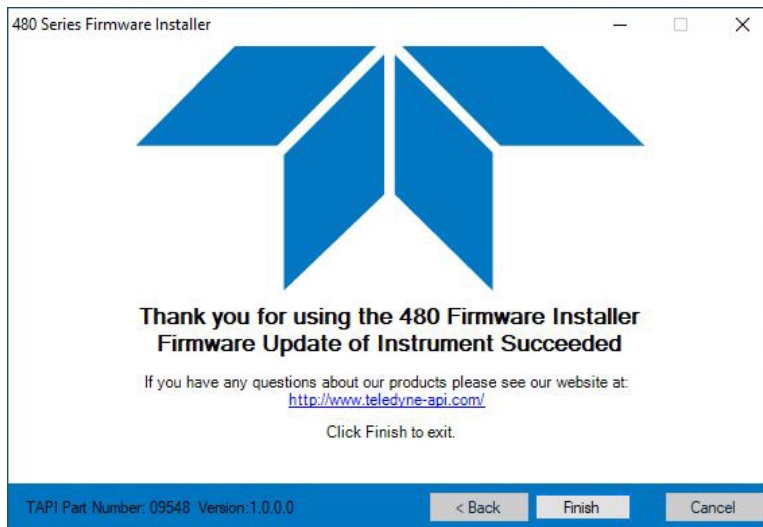 480 Series Firmware Installer
Thank you for using the 480 Firmware Installer
Firmware Update of Instrument Succeeded
If you have any questions about our products please see our website at:
http://www.teledyne-api.com/
Click Finish to exit.
TAPI Part Number: 09548 Version:1.0.0.0
< Back
Finish
Cancel